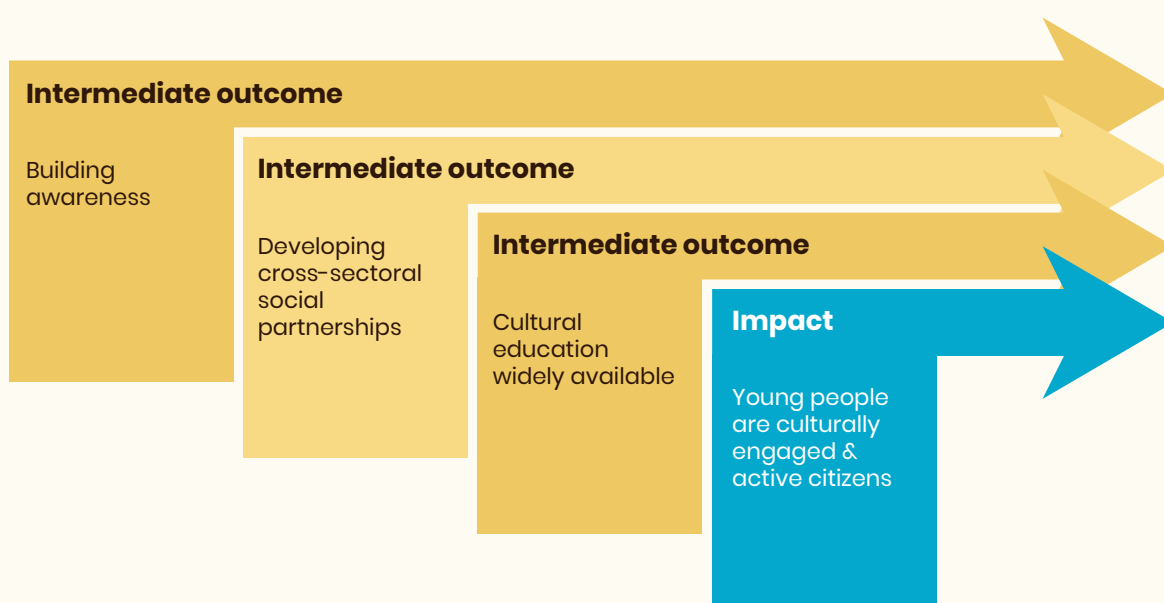 Intermediate outcome
Building
awareness
Intermediate outcome
Developing
cross-sectoral
social
partnerships
Intermediate outcome
Cultural
education
widely available
Impact
Young people
are culturally
engaged &
active citizens